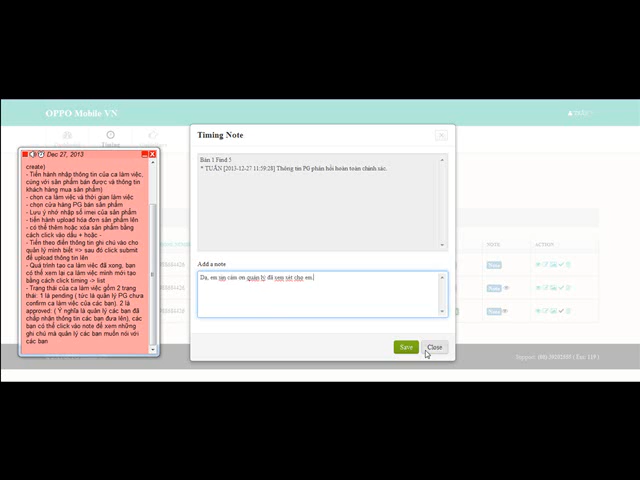 OPPO Mobile VN
Timing
Dec 27, 2013
create)
- Tiến hành nhập thông tin của ca làm việc,
cùng với sản phẩm bán được và thông tin
khách hàng mua sản phẩm)
- chọn ca làm việc và thời gian làm việc
- chọn cửa hàng PG bán sản phẩm
- Lưu ý nhớ nhập số imei của sản phẩm
- tiến hành upload hóa đơn sản phẩm lên
- có thể thêm hoặc xóa sản phẩm bằng
cách click vào dấu + hoặc -
- Tiến theo điền thông tin ghi chú vào cho
quản lý mình biết => sau đó click submit
để upload thông tin lên
- Quá trình tạo ca làm việc đã xong, bạn
có thể xem lại ca làm việc mình mới tạo
bằng cách click timing -> list
- Trạng thái của ca làm việc gồm 2 trạng
thái: 1 là pending ( tức là quản lý PG chưa
confirm ca làm việc của các bạn). 2 là
approved: ( Ý nghĩa là quản lý các bạn đã
chấp nhân thông tin các bạn đưa lên), các
bạn có thể click vào note để xem những
ghi chú mà quản lý các bạn muốn nói với
các bạn
Timing Note
Bán 1 Find 5
* TUẤN [2013-12-27 11:59:28] Thông tin PG phản hồi hoàn toàn chính xác.
Add a note
Dạ, em xin cám ơn quản lý đã xem xét cho em.
Save
Close
NOTE
ACTION